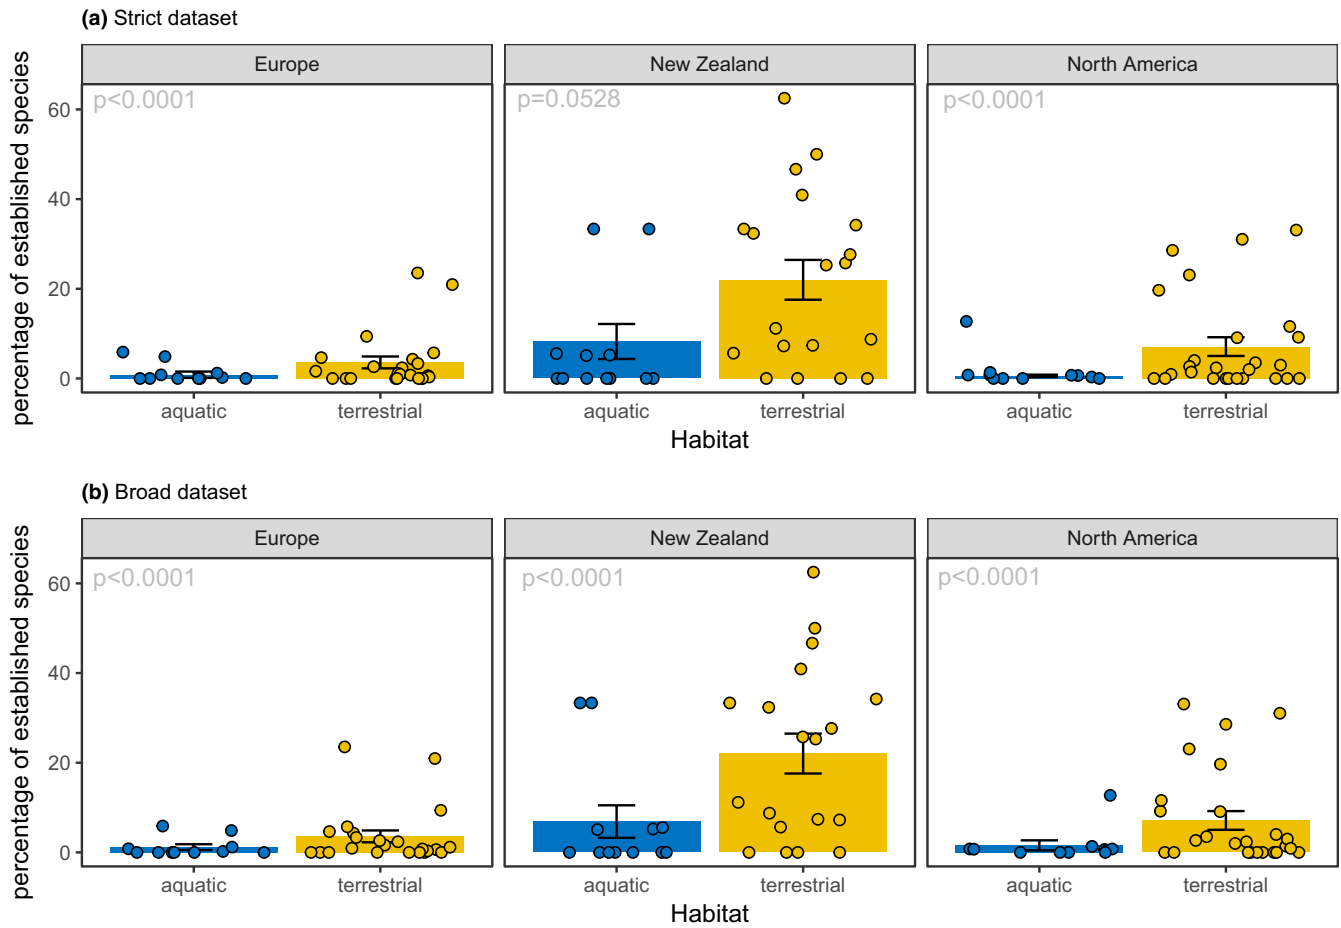 (a) Strict dataset
Europe
New Zealand
North America
p<0.0001
p=0.0528
p<0.0001
percentage of established species
60
40
20
0
aquatic
terrestrial
aquatic
terrestrial
aquatic
terrestrial
Habitat
(b) Broad dataset
Europe
New Zealand
North America
p<0.0001
p<0.0001
p<0.0001
percentage of established species
60
40
20
0
aquatic
terrestrial
aquatic
terrestrial
aquatic
terrestrial
Habitat